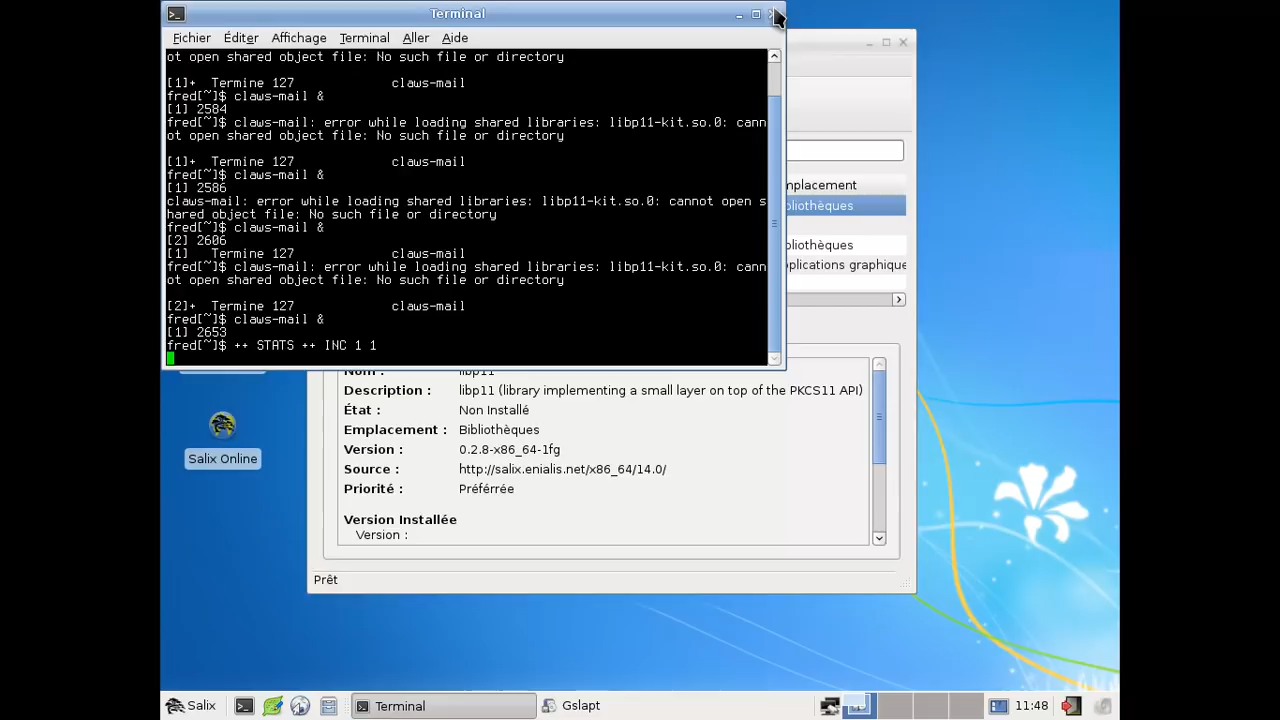 Terminal
Fichier Éditer Affichage Terminal Aller Aide
ot open shared object file: No such file or directory
[1]+ Termine 127 claws-mail
fred[~]$ claws-mail &
[1] 2584
fred[~]$ claws-mail: error while loading shared libraries: libp11-kit.so.0: cann
ot open shared object file: No such file or directory
[1]+ Termine 127 claws-mail
fred[~]$ claws-mail &
[1] 2586
claws-mail: error while loading shared libraries: libp11-kit.so.0: cannot open s
hared object file: No such file or directory
fred[~]$ claws-mail &
[2] 2606
[1] Termine 127 claws-mail
fred[~]$ claws-mail: error while loading shared libraries: libp11-kit.so.0: cann
ot open shared object file: No such file or directory
[2]+ Termine 127 claws-mail
fred[~]$ claws-mail &
[1] 2653
fred[~]$ ++ STATS ++ INC 1 1
mplacement
bliothèques
bliothèques
plications graphique
Nom : libp11
Description : libp11 (library implementing a small layer on top of the PKCS11 API)
État : Non Installé
Emplacement : Bibliothèques
Version : 0.2.8-x86_64-1fg
Source : http://salix.enialis.net/x86_64/14.0/
Priorité : Préférrée
Version Installée
Version :
Prêt
Salix Online
Salix Terminal Gslapt 11:48